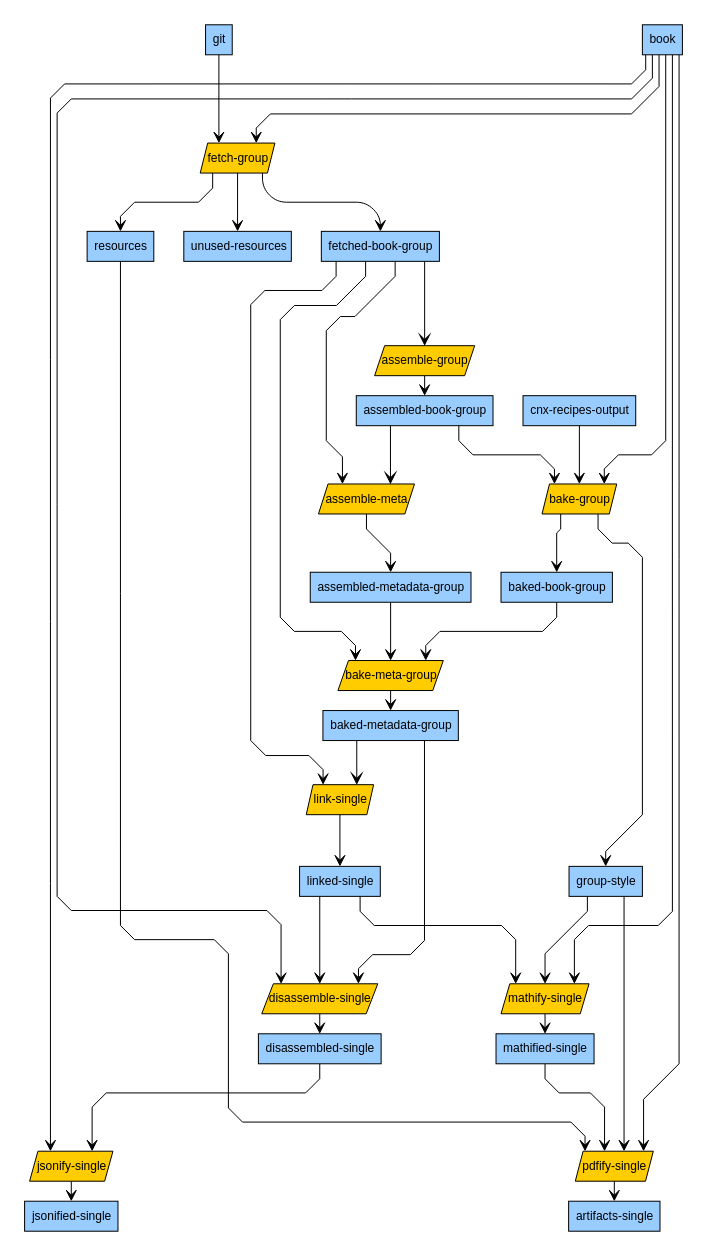 git
book
fetch-group
resources
unused-resources
fetched-book-group
assemble-group
assembled-book-group
cnx-recipes-output
assemble-meta
bake-group
assembled-metadata-group
baked-book-group
bake-meta-group
baked-metadata-group
link-single
linked-single
group-style
disassemble-single
mathify-single
disassembled-single
mathified-single
jsonify-single
pdfify-single
jsonified-single
artifacts-single